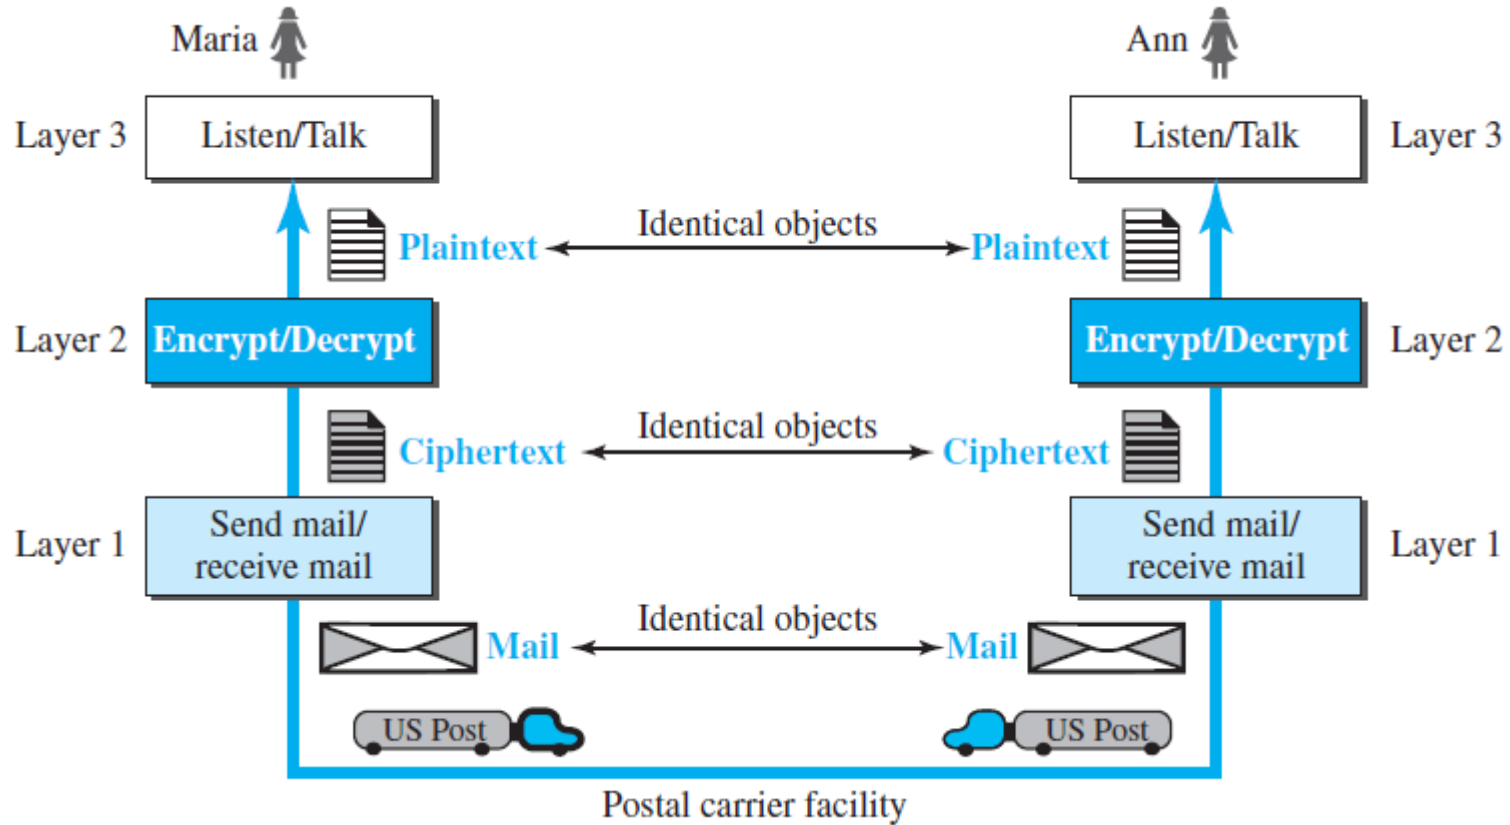 Maria
Ann
Layer 3
Listen/Talk
Listen/Talk
Layer 3
Identical objects
Plaintext
Plaintext
Layer 2
Encrypt/Decrypt
Encrypt/Decrypt
Layer 2
Identical objects
Ciphertext
Ciphertext
Layer 1
Send mail/
receive mail
Send mail/
receive mail
Layer 1
Identical objects
Mail
Mail
US Post
US Post
Postal carrier facility